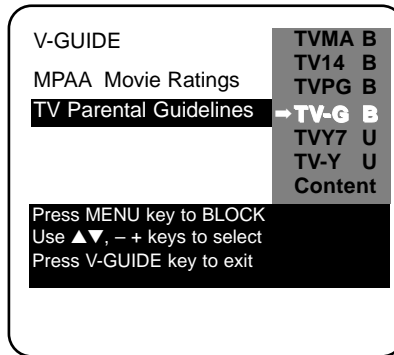 V-GUIDE
MPAA Movie Ratings
TV Parental Guidelines
TVMA B
TV14 B
TVPG B
➡TV-G B
TVY7 U
TV-Y U
Content
Press MENU key to BLOCK
Use ▲▼, – + keys to select
Press V-GUIDE key to exit